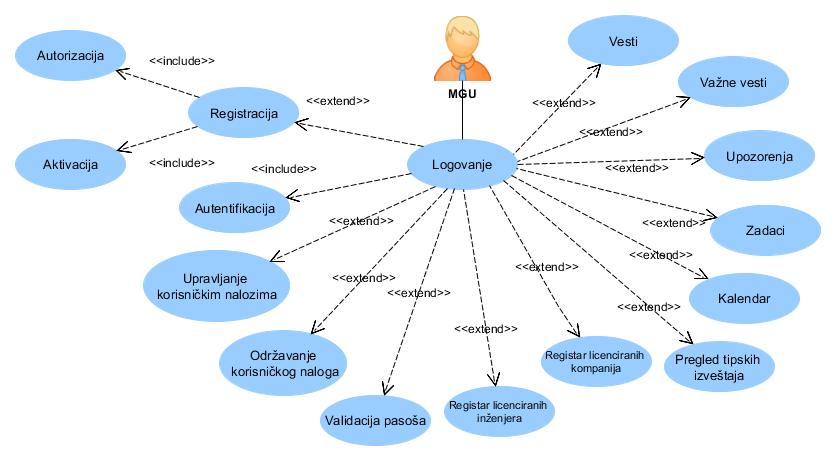 Autorizacija
<<include>>
Registracija
<<extend>>
MGU
Vesti
Važne vesti
<<extend>>
<<extend>>
Aktivacija
<<include>>
<<include>>
Logovanje
Upozorenja
<<extend>>
Autentifikacija
<<extend>>
<<extend>>
Zadaci
Upravljanje
korisničkim nalozima
<<extend>>
<<extend>>
<<extend>>
<<extend>>
Kalendar
<<extend>>
<<extend>>
Održavanje
korisničkog naloga
Registar licenciranih
kompanija
Pregled tipskih
izveštaja
Validacija pasoša
Registar licenciranih
inženjera